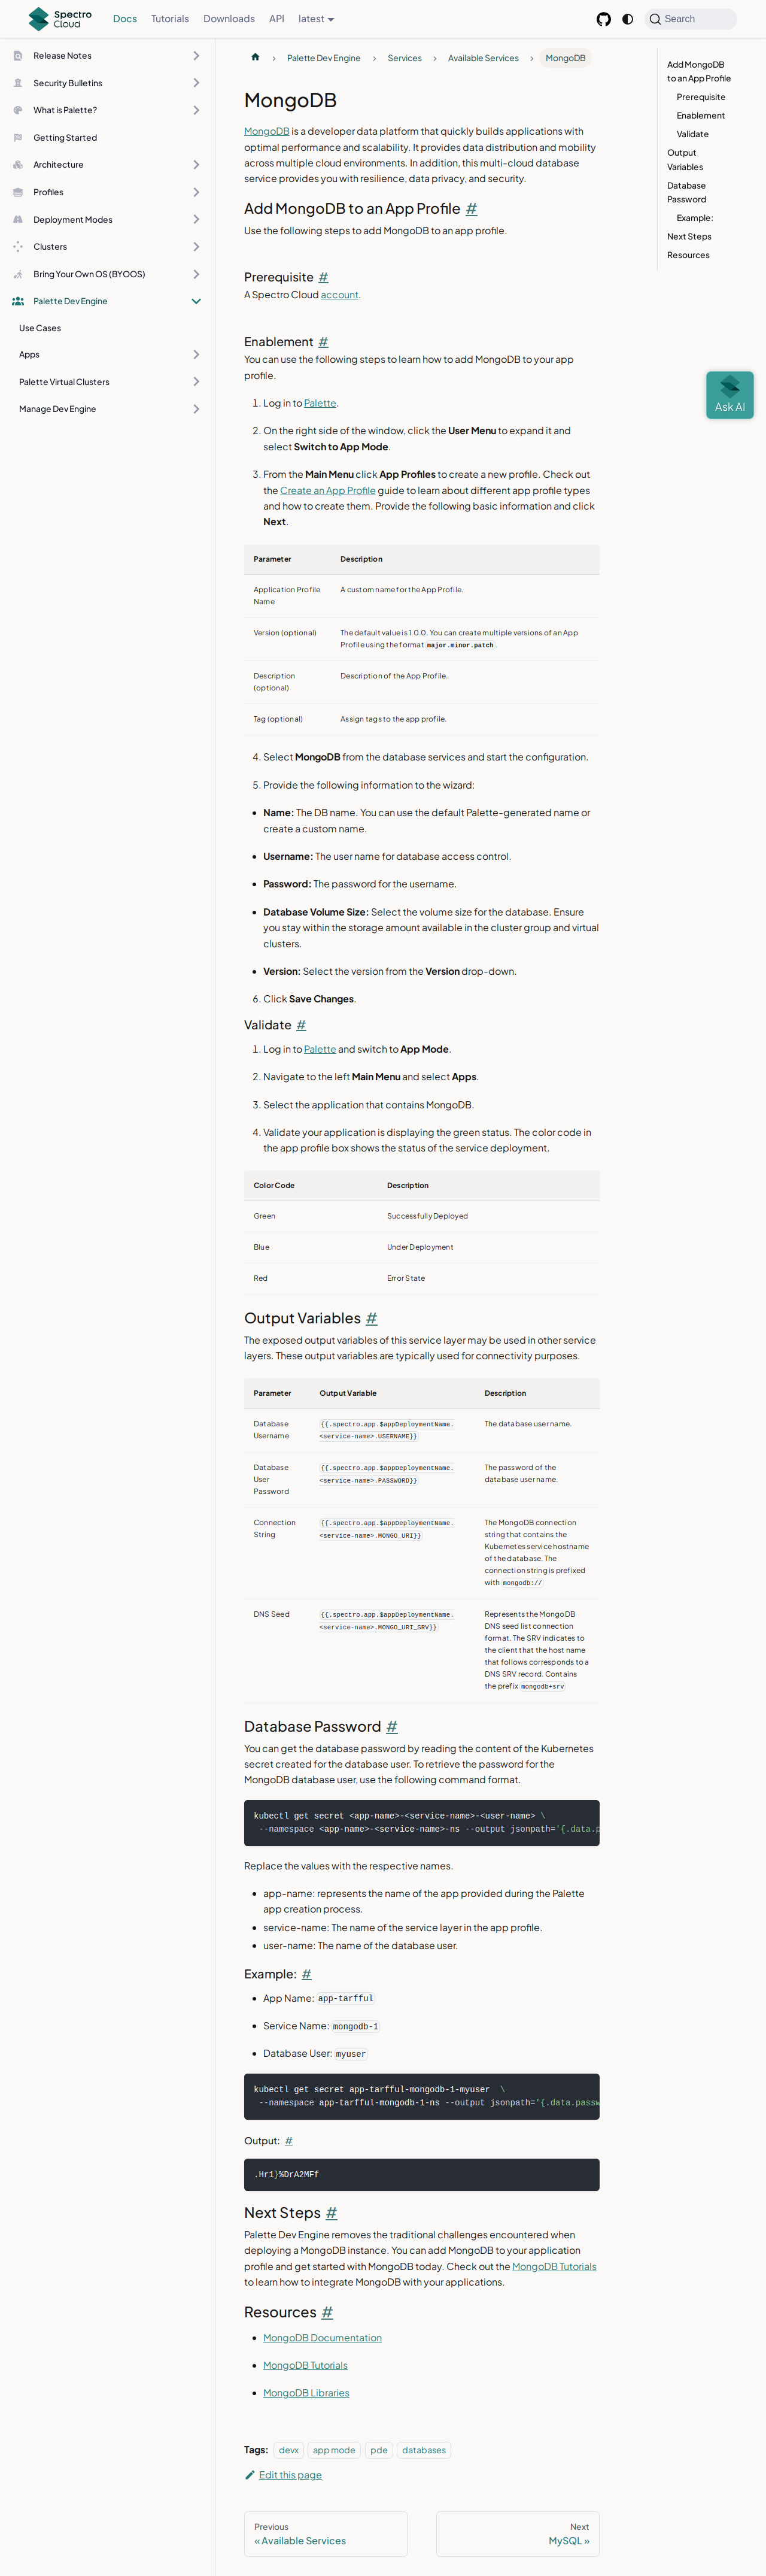 Spectro
Cloud
Docs
Tutorials
Downloads
API
latest
Search
Release Notes
Security Bulletins
What is Palette?
Getting Started
Architecture
Profiles
Deployment Modes
Clusters
Bring Your Own OS (BYOOS)
Palette Dev Engine
Use Cases
Apps
Palette Virtual Clusters
Manage Dev Engine
Palette Dev Engine
Services
Available Services
MongoDB
MongoDB
MongoDB is a developer data platform that quickly builds applications with
optimal performance and scalability. It provides data distribution and mobility
across multiple cloud environments. In addition, this multi-cloud database
service provides you with resilience, data privacy, and security.
Add MongoDB to an App Profile #
Use the following steps to add MongoDB to an app profile.
Prerequisite #
A Spectro Cloud account.
Enablement #
You can use the following steps to learn how to add MongoDB to your app
profile.
1. Log in to Palette.
2. On the right side of the window, click the User Menu to expand it and
select Switch to App Mode.
3. From the Main Menu click App Profiles to create a new profile. Check out
the Create an App Profile guide to learn about different app profile types
and how to create them. Provide the following basic information and click
Next.
Parameter Description
Application Profile A custom name for the App Profile.
Name
Version (optional) The default value is 1.0.0. You can create multiple versions of an App
Profile using the format major.minor.patch.
Description Description of the App Profile.
(optional)
Tag (optional) Assign tags to the app profile.
4. Select MongoDB from the database services and start the configuration.
5. Provide the following information to the wizard:
• Name: The DB name. You can use the default Palette-generated name or
create a custom name.
• Username: The user name for database access control.
• Password: The password for the username.
• Database Volume Size: Select the volume size for the database. Ensure
you stay within the storage amount available in the cluster group and virtual
clusters.
• Version: Select the version from the Version drop-down.
6. Click Save Changes.
Validate #
1. Log in to Palette and switch to App Mode.
2. Navigate to the left Main Menu and select Apps.
3. Select the application that contains MongoDB.
4. Validate your application is displaying the green status. The color code in
the app profile box shows the status of the service deployment.
Color Code Description
Green Successfully Deployed
Blue Under Deployment
Red Error State
Output Variables #
The exposed output variables of this service layer may be used in other service
layers. These output variables are typically used for connectivity purposes.
Parameter Output Variable Description
Database {{.spectro.app.$appDeploymentName. The database user name.
Username <service-name>.USERNAME}}
Database {{.spectro.app.$appDeploymentName. The password of the
User <service-name>.PASSWORD}} database user name.
Password
Connection {{.spectro.app.$appDeploymentName. The MongoDB connection
String <service-name>.MONGO_URI}} string that contains the
Kubernetes service hostname
of the database. The
connection string is prefixed
with mongodb://
DNS Seed {{.spectro.app.$appDeploymentName. Represents the MongoDB
<service-name>.MONGO_URI_SRV}} DNS seed list connection
format. The SRV indicates to
the client that the host name
that follows corresponds to a
DNS SRV record. Contains
the prefix mongodb+srv
Database Password #
You can get the database password by reading the content of the Kubernetes
secret created for the database user. To retrieve the password for the
MongoDB database user, use the following command format.
kubectl get secret <app-name>-<service-name>-<user-name> \
--namespace <app-name>-<service-name>-ns --output jsonpath='{.data.p
Replace the values with the respective names.
• app-name: represents the name of the app provided during the Palette
app creation process.
• service-name: The name of the service layer in the app profile.
• user-name: The name of the database user.
Example: #
• App Name: app-tarfful
• Service Name: mongodb-1
• Database User: myuser
kubectl get secret app-tarfful-mongodb-1-myuser \
--namespace app-tarfful-mongodb-1-ns --output jsonpath='{.data.passw
Output: #
.Hr1}%DrA2MFf
Next Steps #
Palette Dev Engine removes the traditional challenges encountered when
deploying a MongoDB instance. You can add MongoDB to your application
profile and get started with MongoDB today. Check out the MongoDB Tutorials
to learn how to integrate MongoDB with your applications.
Resources #
• MongoDB Documentation
• MongoDB Tutorials
• MongoDB Libraries
Tags: devx app mode pde databases
Edit this page
Previous
« Available Services
Next
MySQL »
Add MongoDB
to an App Profile
Prerequisite
Enablement
Validate
Output
Variables
Database
Password
Example:
Next Steps
Resources
Ask AI